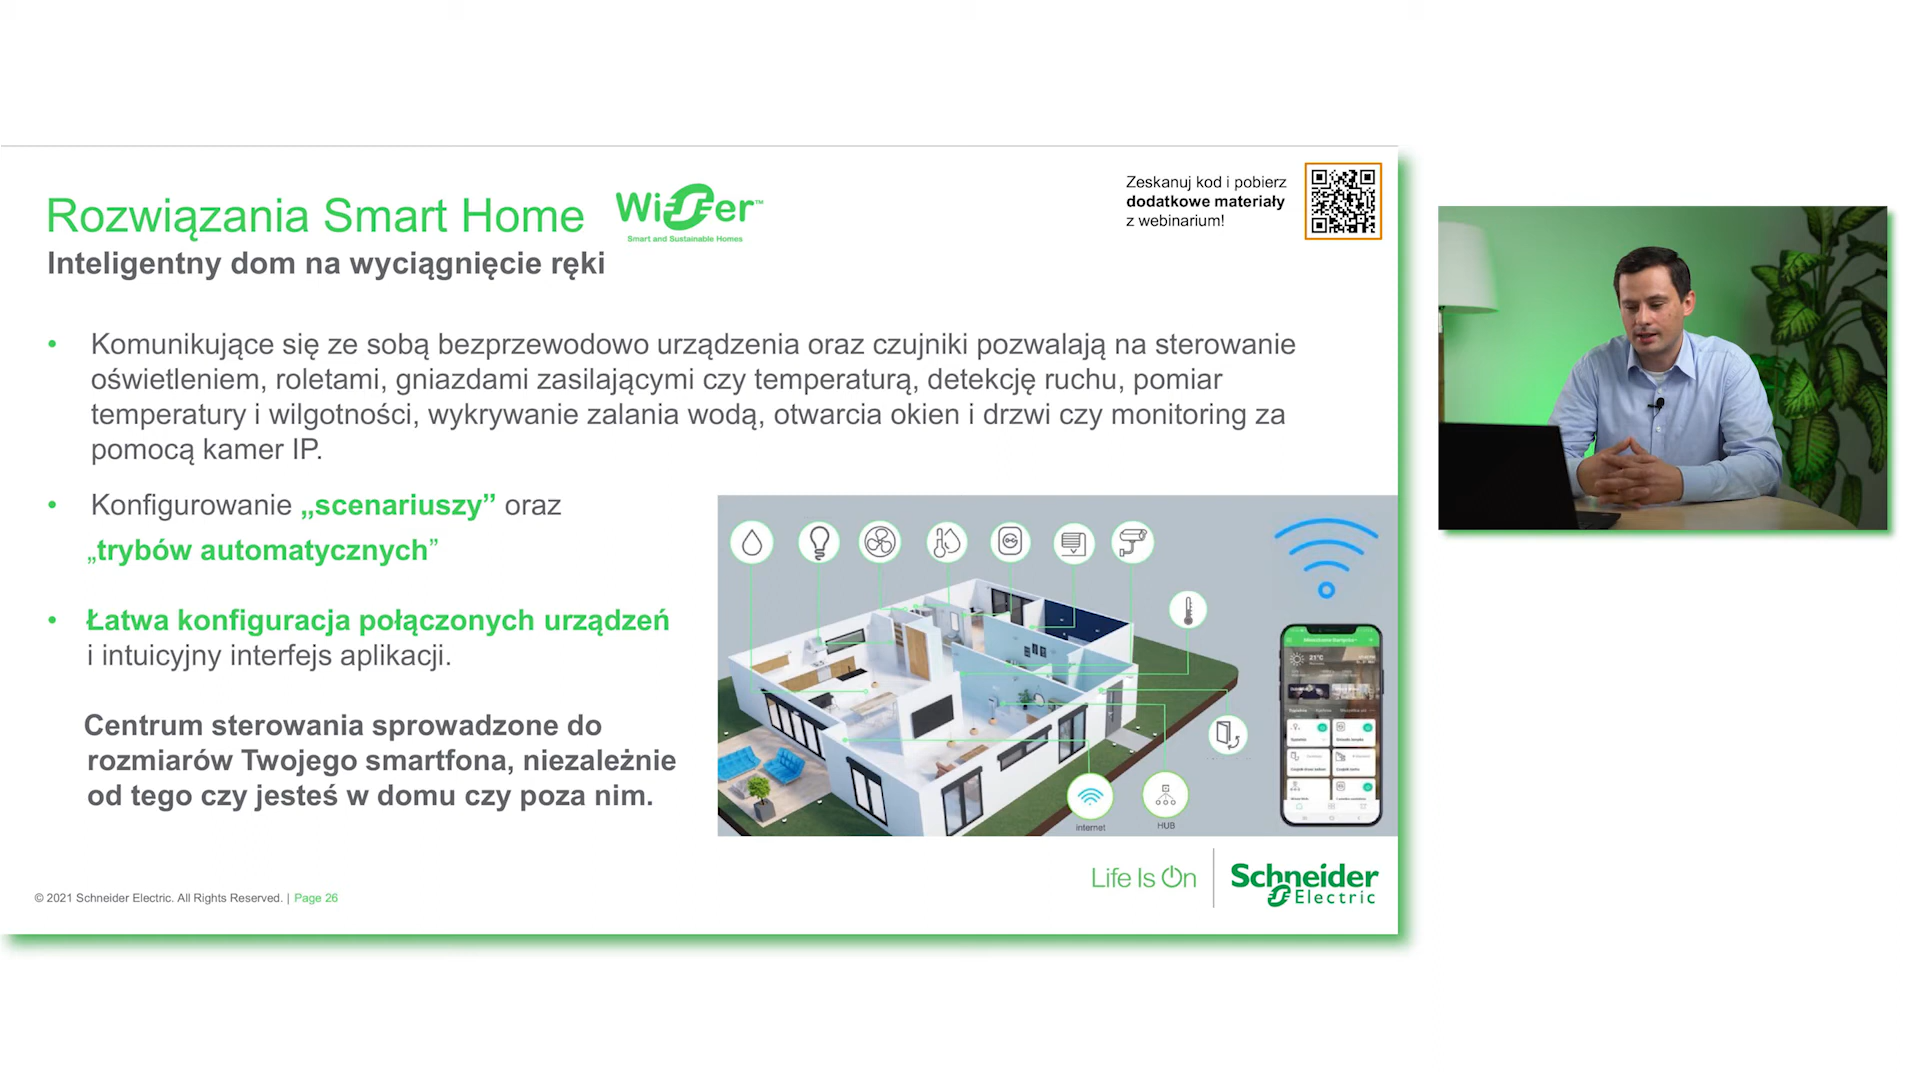 Rozwiązania Smart Home
Wiser™
Smart and Sustainable Homes
Inteligentny dom na wyciągnięcie ręki
Zeskanuj kod i pobierz
dodatkowe materiały
z webinarium!
• Komunikujące się ze sobą bezprzewodowo urządzenia oraz czujniki pozwalają na sterowanie
oświetleniem, roletami, gniazdami zasilającymi czy temperaturą, detekcję ruchu, pomiar
temperatury i wilgotności, wykrywanie zalania wodą, otwarcia okien i drzwi czy monitoring za
pomocą kamer IP.
• Konfigurowanie „scenariuszy” oraz
„trybów automatycznych”
• Łatwa konfiguracja połączonych urządzeń
i intuicyjny interfejs aplikacji.
Centrum sterowania sprowadzone do
rozmiarów Twojego smartfona, niezależnie
od tego czy jesteś w domu czy poza nim.
21°C
internet
HUB
Life Is On
Schneider
Electric
© 2021 Schneider Electric. All Rights Reserved. | Page 26